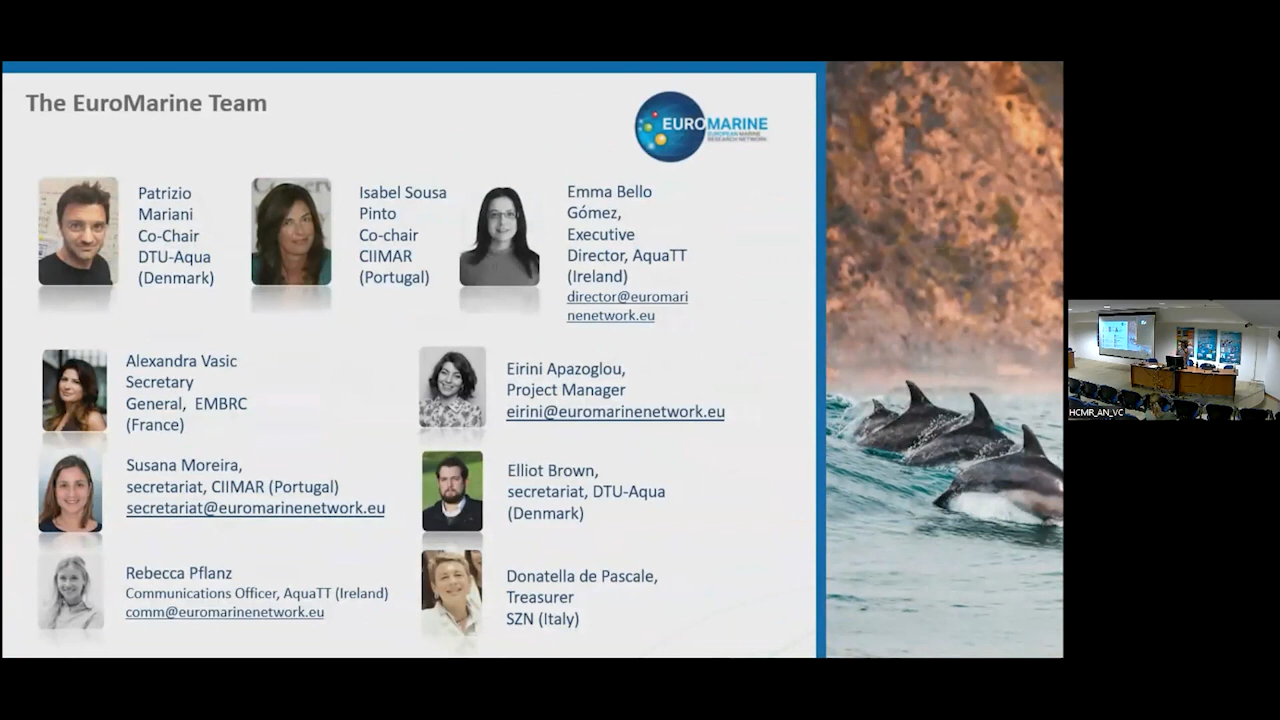 The EuroMarine Team
EUROMARINE
EUROPEAN MARINE
RESEARCH NETWORK
Patrizio
Mariani
Co-Chair
DTU-Aqua
(Denmark)
Isabel Sousa
Pinto
Co-chair
CIIMAR
(Portugal)
Emma Bello
Gómez,
Executive
Director, AquaTT
(Ireland)
director@euromari
nenetwork.eu
Alexandra Vasic
Secretary
General, EMBRC
(France)
Eirini Apazoglou,
Project Manager
eirini@euromarinenetwork.eu
Susana Moreira,
secretariat, CIIMAR (Portugal)
secretariat@euromarinenetwork.eu
Elliot Brown,
secretariat, DTU-Aqua
(Denmark)
Rebecca Pflanz
Communications Officer, AquaTT (Ireland)
comm@euromarinenetwork.eu
Donatella de Pascale,
Treasurer
SZN (Italy)
HCMR_AN_VC